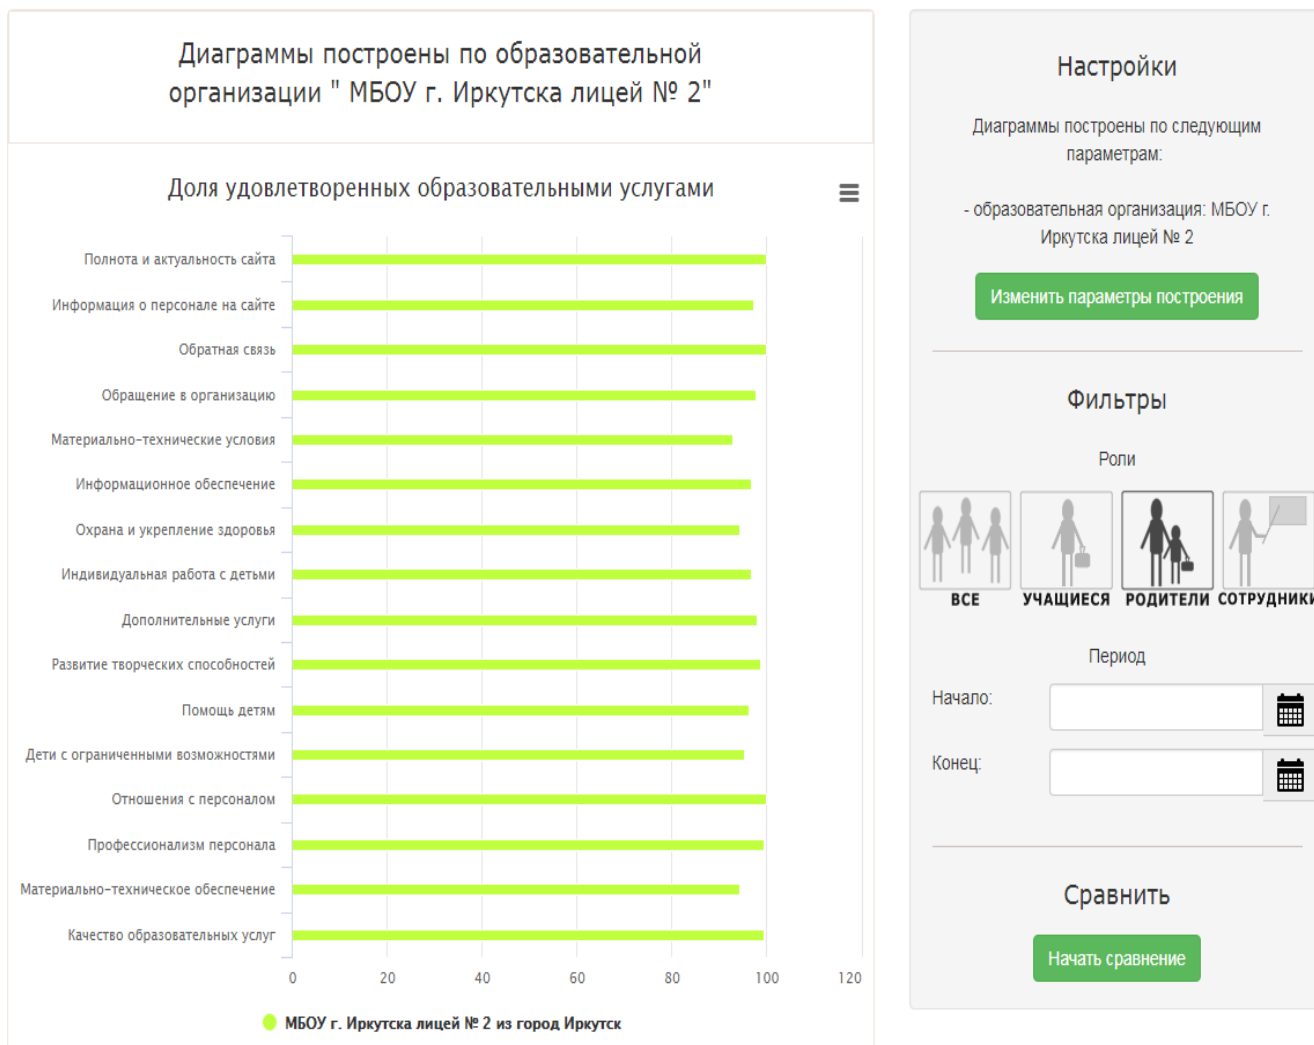 Диаграммы построены по образовательной
организации " МБОУ г. Иркутска лицей № 2"
Доля удовлетворенных образовательными услугами
Полнота и актуальность сайта
Информация о персонале на сайте
Обратная связь
Обращение в организацию
Материально-технические условия
Информационное обеспечение
Охрана и укрепление здоровья
Индивидуальная работа с детьми
Дополнительные услуги
Развитие творческих способностей
Помощь детям
Дети с ограниченными возможностями
Отношения с персоналом
Профессионализм персонала
Материально-техническое обеспечение
Качество образовательных услуг
0 20 40 60 80 100 120
МБОУ г. Иркутска лицей № 2 из город Иркутск
Настройки
Диаграммы построены по следующим
параметрам:
- образовательная организация: МБОУ г.
Иркутска лицей № 2
Изменить параметры построения
Фильтры
Роли
ВСЕ УЧАЩИЕСЯ РОДИТЕЛИ СОТРУДНИКИ
Период
Начало:
Конец:
Сравнить
Начать сравнение